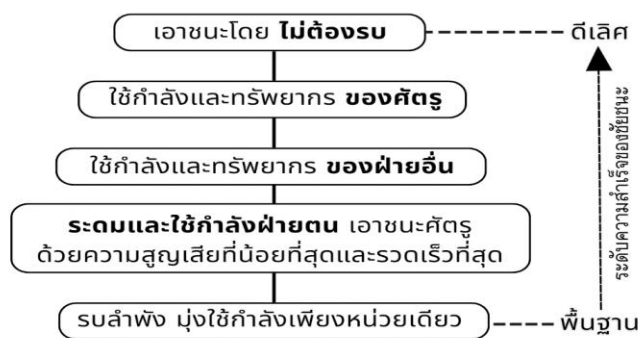 เอาชนะโดย ไม่ต้องรบ
ดีเลิศ
ใช้กำลังและทรัพยากร ของศัตรู
ใช้กำลังและทรัพยากร ของฝ่ายอื่น
ระดมและใช้กำลังฝ่ายตน เอาชนะศัตรู
ด้วยความสูญเสียที่น้อยที่สุดและรวดเร็วที่สุด
รบลำพัง มุ่งใช้กำลังเพียงหน่วยเดียว
พื้นฐาน
ระดับความสำเร็จของชัยชนะ